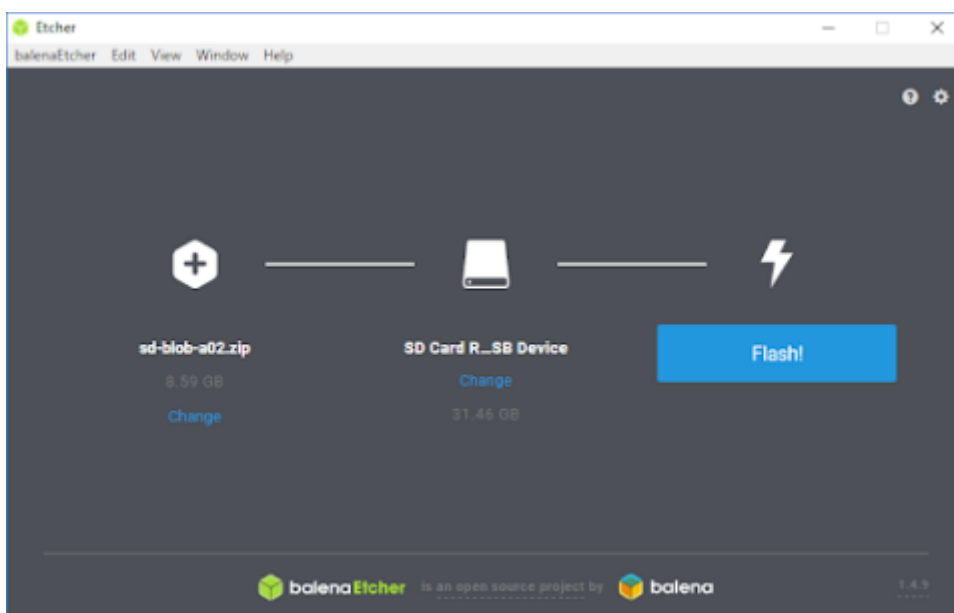 Etcher
balenaEtcher Edit View Window Help
sd-blob-a02.zip
8.59 GB
Change
SD Card R...SB Device
Change
31.46 GB
Flash!
balenaEtcher is an open source project by balena
1.4.9